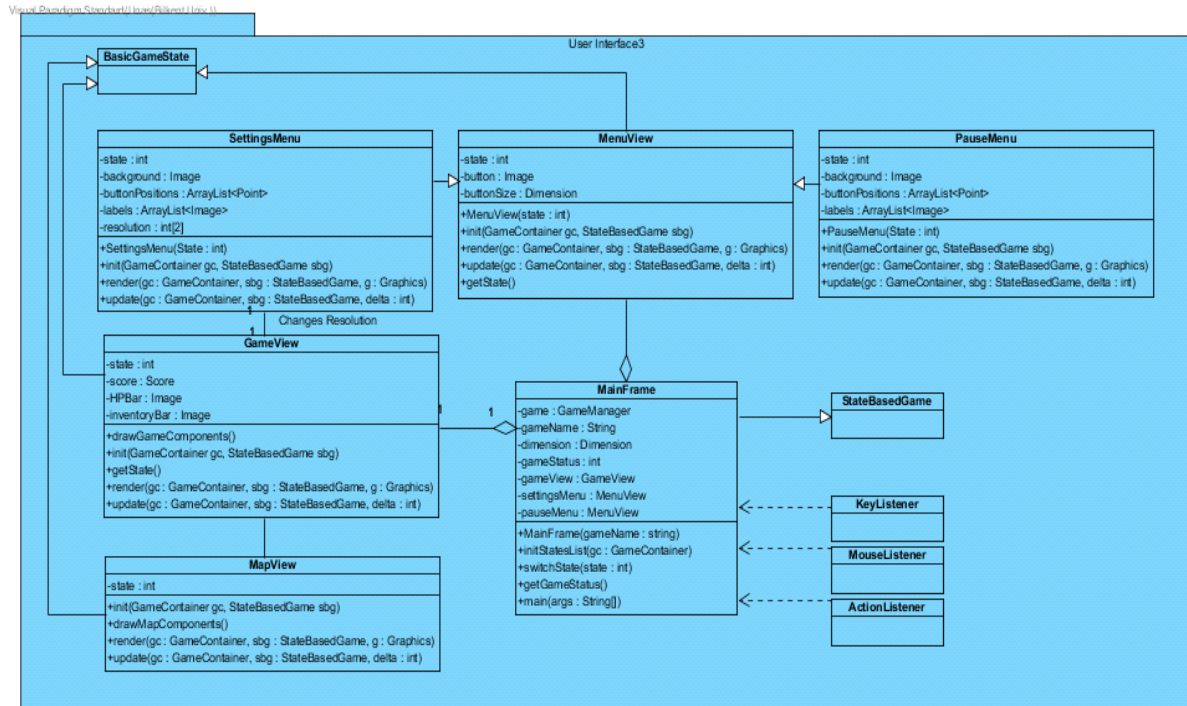 Visual Paradigm Standard(Uvas(Bilkent Univ.))
User Interface3
BasicGameState
SettingsMenu
-state : int
-background : Image
-buttonPositions : ArrayList<Point>
-labels : ArrayList<Image>
-resolution : int[2]
+SettingsMenu(State : int)
+init(GameContainer gc, StateBasedGame sbg)
+render(gc : GameContainer, sbg : StateBasedGame, g : Graphics)
+update(gc : GameContainer, sbg : StateBasedGame, delta : int)
MenuView
-state : int
-button : Image
-buttonSize : Dimension
+MenuView(state : int)
+init(GameContainer gc, StateBasedGame sbg)
+render(gc : GameContainer, sbg : StateBasedGame, g : Graphics)
+update(gc : GameContainer, sbg : StateBasedGame, delta : int)
+getState()
PauseMenu
-state : int
-background : Image
-buttonPositions : ArrayList<Point>
-labels : ArrayList<Image>
+PauseMenu(State : int)
+init(GameContainer gc, StateBasedGame sbg)
+render(gc : GameContainer, sbg : StateBasedGame, g : Graphics)
+update(gc : GameContainer, sbg : StateBasedGame, delta : int)
1
Changes Resolution
1
GameView
-state : int
-score : Score
-HPBar : Image
-inventoryBar : Image
+drawGameComponents()
+init(GameContainer gc, StateBasedGame sbg)
+getState()
+render(gc : GameContainer, sbg : StateBasedGame, g : Graphics)
+update(gc : GameContainer, sbg : StateBasedGame, delta : int)
1
1
MainFrame
-game : GameManager
-gameName : String
-dimension : Dimension
-gameStatus : int
-gameView : GameView
-settingsMenu : MenuView
-pauseMenu : MenuView
+MainFrame(gameName : string)
+initStatesList(gc : GameContainer)
+switchState(state : int)
+getGameStatus()
+main(args : String[])
StateBasedGame
KeyListener
MouseListener
ActionListener
MapView
-state : int
+init(GameContainer gc, StateBasedGame sbg)
+drawMapComponents()
+render(gc : GameContainer, sbg : StateBasedGame, g : Graphics)
+update(gc : GameContainer, sbg : StateBasedGame, delta : int)